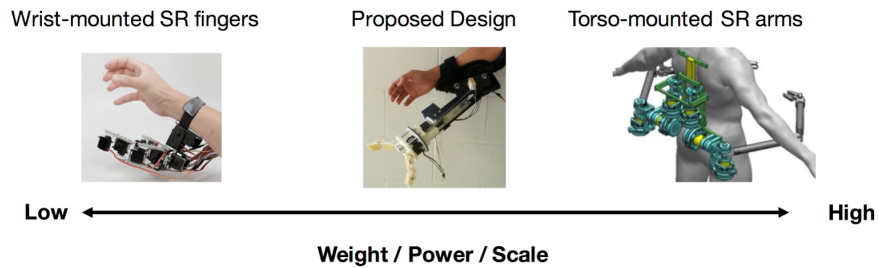 Wrist-mounted SR fingers
Proposed Design
Torso-mounted SR arms
Low
High
Weight / Power / Scale